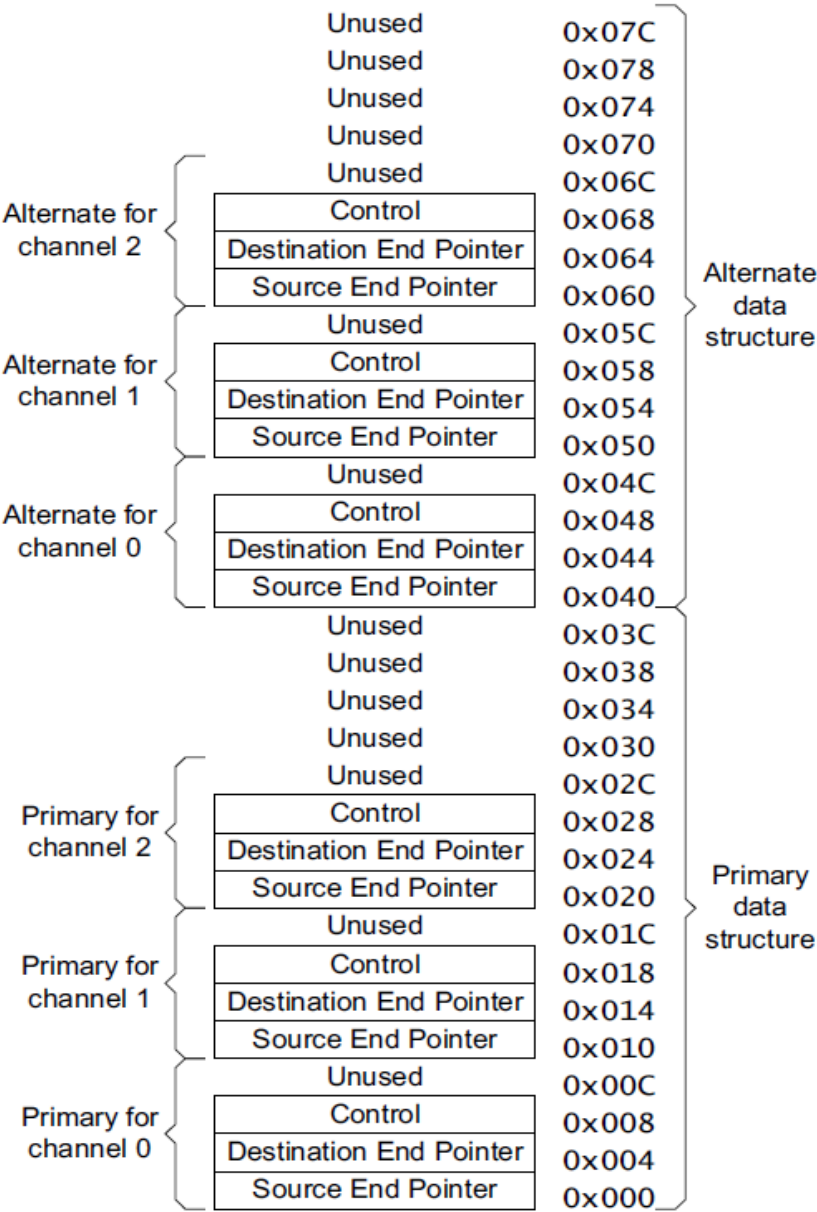 Unused 0x07C
Unused 0x078
Unused 0x074
Unused 0x070
Unused 0x06C
Alternate for
channel 2
Control 0x068
Destination End Pointer 0x064
Source End Pointer 0x060
Alternate
data
structure
Unused 0x05C
Alternate for
channel 1
Control 0x058
Destination End Pointer 0x054
Source End Pointer 0x050
Unused 0x04C
Alternate for
channel 0
Control 0x048
Destination End Pointer 0x044
Source End Pointer 0x040
Unused 0x03C
Unused 0x038
Unused 0x034
Unused 0x030
Unused 0x02C
Primary for
channel 2
Control 0x028
Destination End Pointer 0x024
Source End Pointer 0x020
Primary
data
structure
Unused 0x01C
Primary for
channel 1
Control 0x018
Destination End Pointer 0x014
Source End Pointer 0x010
Unused 0x00C
Primary for
channel 0
Control 0x008
Destination End Pointer 0x004
Source End Pointer 0x000